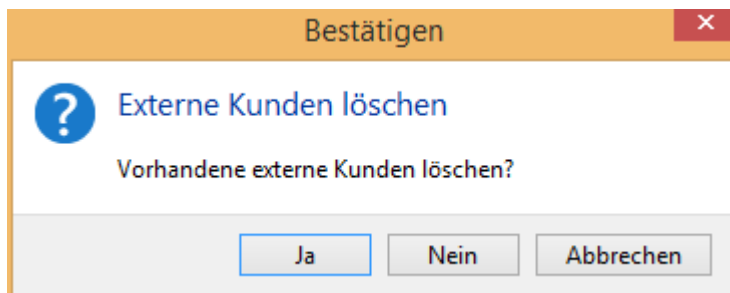 Bestätigen
Externe Kunden löschen
Vorhandene externe Kunden löschen?
Ja Nein Abbrechen